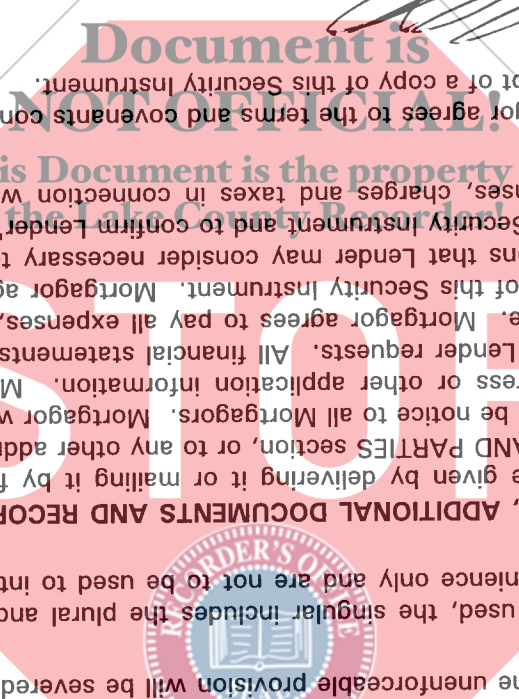 Document is
NOT OFFICIAL!
is Document is the property
the Lake County Recorder!
STOP
RECORDER'S OFFICE
unenforceable provision will be severed
used, the singular includes the plural and
only and are not to be used to
, ADDITIONAL DOCUMENTS AND
given by delivering it or mailing it by
AND PARTIES section, or to any other
be notice to all Mortgagors. Mortgagor
or other application information.
Lender requests. All financial statements
Mortgagor agrees to pay all expenses,
of this Security Instrument. Mortgagor
that Lender may consider necessary
Security Instrument and to confirm Lender'
charges and taxes in connection
agrees to the terms and covenants
of a copy of this Security Instrument.